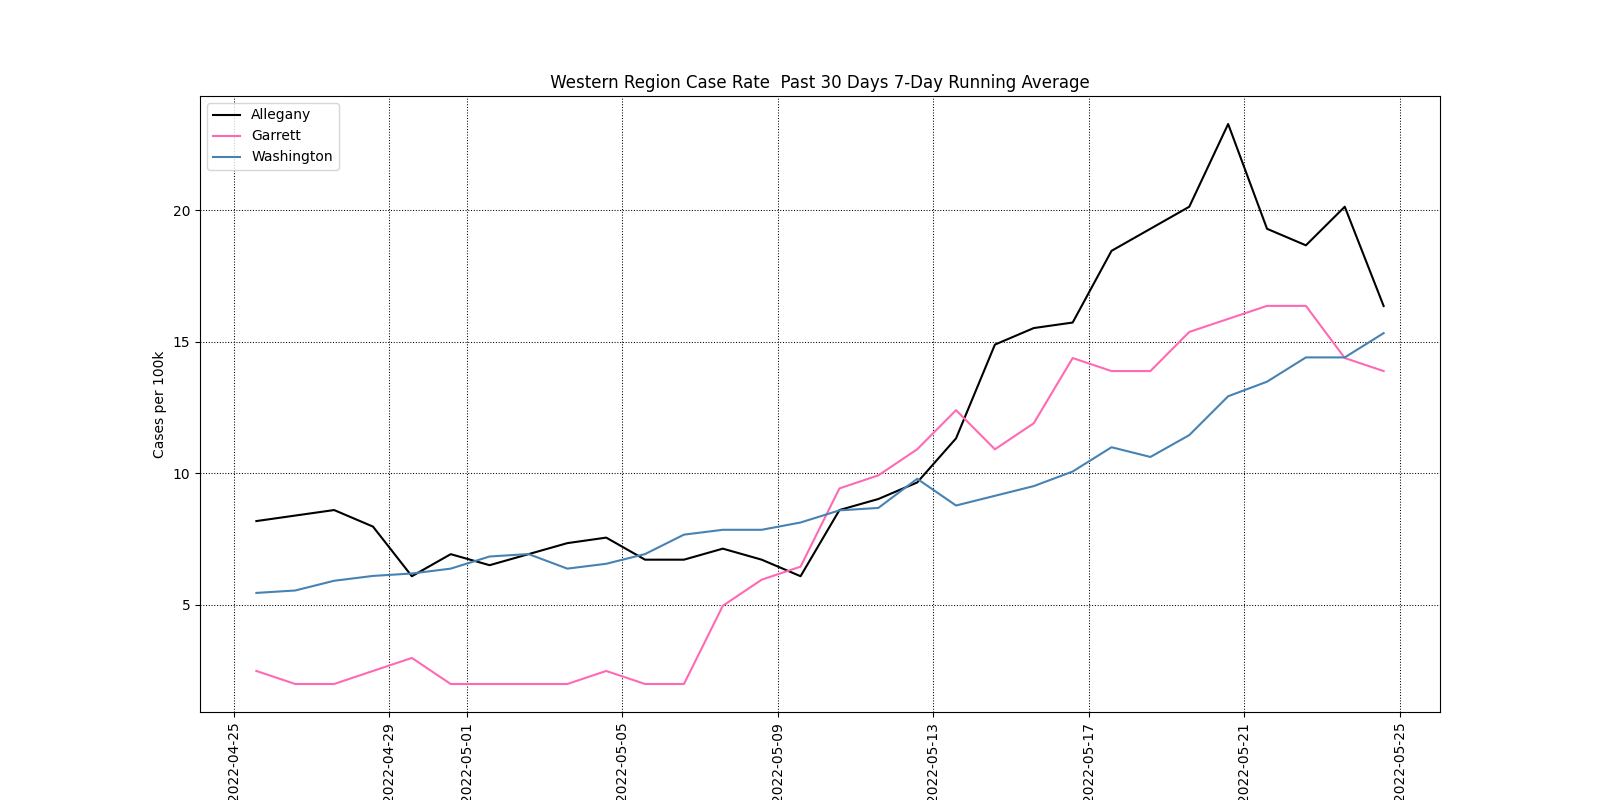 Western Region Case Rate  Past 30 Days 7-Day Running Average
Allegany
Garrett
Washington
Cases per 100k
20
15
10
5
2022-04-25
2022-04-29
2022-05-01
2022-05-05
2022-05-09
2022-05-13
2022-05-17
2022-05-21
2022-05-25